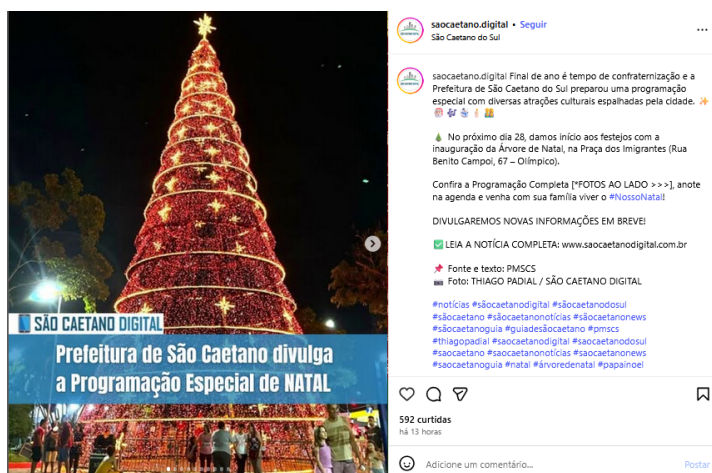 SÃO CAETANO DIGITAL
Prefeitura de São Caetano divulga
a Programação Especial de NATAL
saocaetano.digital • Seguir
São Caetano do Sul
saocaetano.digital Final de ano é tempo de confraternização e a
Prefeitura de São Caetano do Sul preparou uma programação
especial com diversas atrações culturais espalhadas pela cidade. ✨
🎅🎶⛄🕯️👫
🎄 No próximo dia 28, damos início aos festejos com a
inauguração da Árvore de Natal, na Praça dos Imigrantes (Rua
Benito Campoi, 67 – Olímpico).
Confira a Programação Completa [*FOTOS AO LADO >>>], anote
na agenda e venha com sua família viver o #NossoNatal!
DIVULGAREMOS NOVAS INFORMAÇÕES EM BREVE!
✅ LEIA A NOTÍCIA COMPLETA: www.saocaetanodigital.com.br
📌 Fonte e texto: PMSCS
📷 Foto: THIAGO PADIAL / SÃO CAETANO DIGITAL
#notícias #sãocaetanodigital #sãocaetanodosul
#sãocaetano #sãocaetanonotícias #sãocaetanonews
#sãocaetanoguia #guiadesãocaetano #pmscs
#thiagopadial #saocaetanodigital #saocaetanodosul
#saocaetano #saocaetanonotícias #saocaetanonews
#saocaetanoguia #natal #árvoredenatal #papainoel
592 curtidas
há 13 horas
Adicione um comentário... Postar